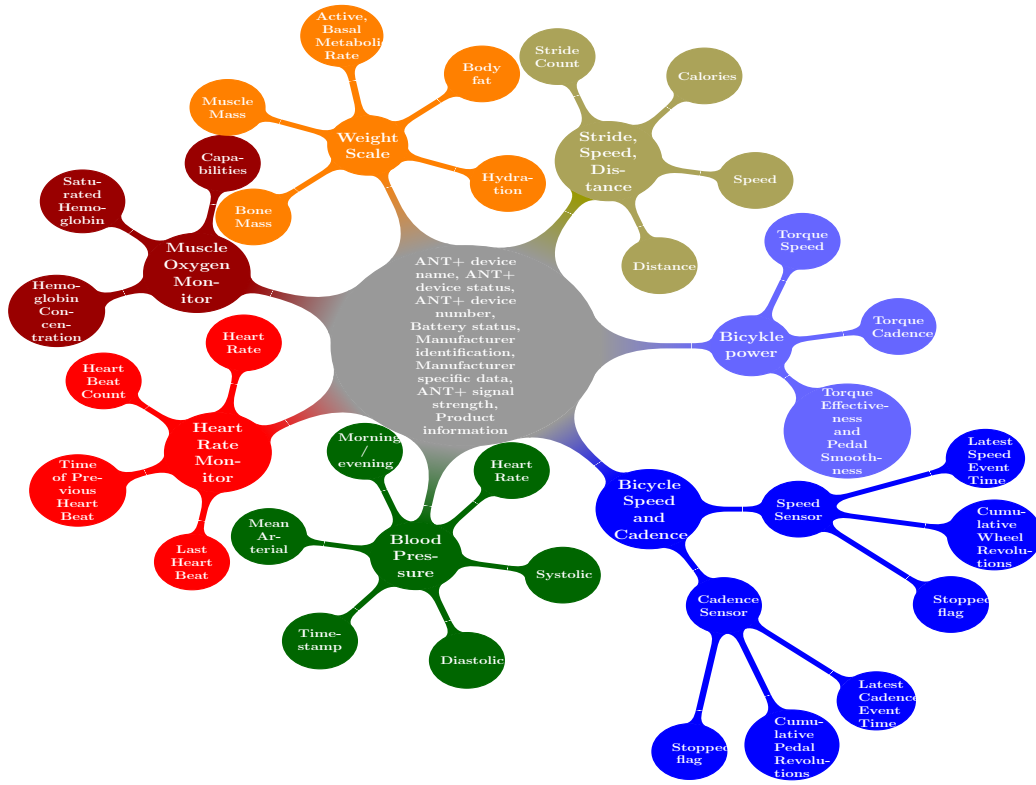 Active,
Basal
Metabolic
Rate
Body
fat
Muscle
Mass
Weight
Scale
Hydra-
tion
Bone
Mass
Stride
Count
Calories
Stride,
Speed,
Dis-
tance
Speed
Distance
Capa-
bilities
Satu-
rated
Hemo-
globin
Muscle
Oxygen
Mon-
itor
Hemo-
globin
Con-
cen-
tration
ANT+ device
name, ANT+
device status,
ANT+ device
number,
Battery status,
Manufacturer
identification,
Manufacturer
specific data,
ANT+ signal
strength,
Product
information
Torque
Speed
Bicykle
power
Torque
Cadence
Torque
Effective-
ness
and
Pedal
Smooth-
ness
Heart
Rate
Heart
Beat
Count
Heart
Rate
Mon-
itor
Time
of Pre-
vious
Heart
Beat
Last
Heart
Beat
Morning
/
evening
Heart
Rate
Mean
Ar-
terial
Blood
Pres-
sure
Systolic
Time-
stamp
Diastolic
Bicycle
Speed
and
Cadence
Speed
Sensor
Latest
Speed
Event
Time
Cumu-
lative
Wheel
Revolu-
tions
Stopped
flag
Cadence
Sensor
Latest
Cadence
Event
Time
Cumu-
lative
Pedal
Revolu-
tions
Stopped
flag